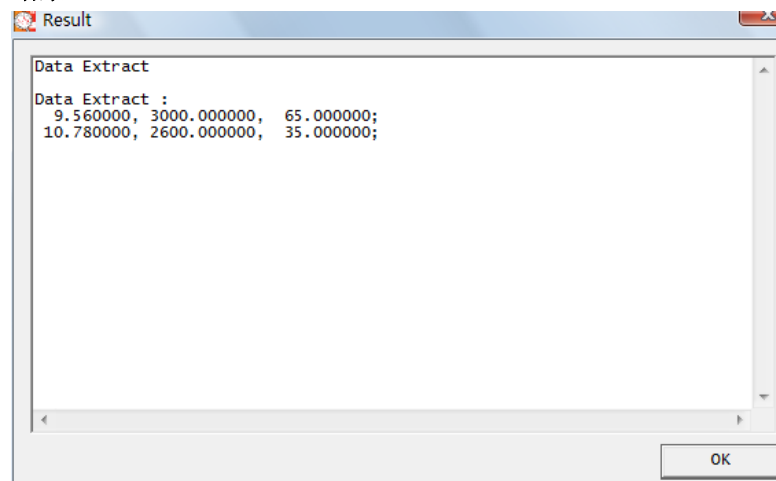 Result
Data Extract
Data Extract :
9.560000, 3000.000000, 65.000000;
10.780000, 2600.000000, 35.000000;
OK